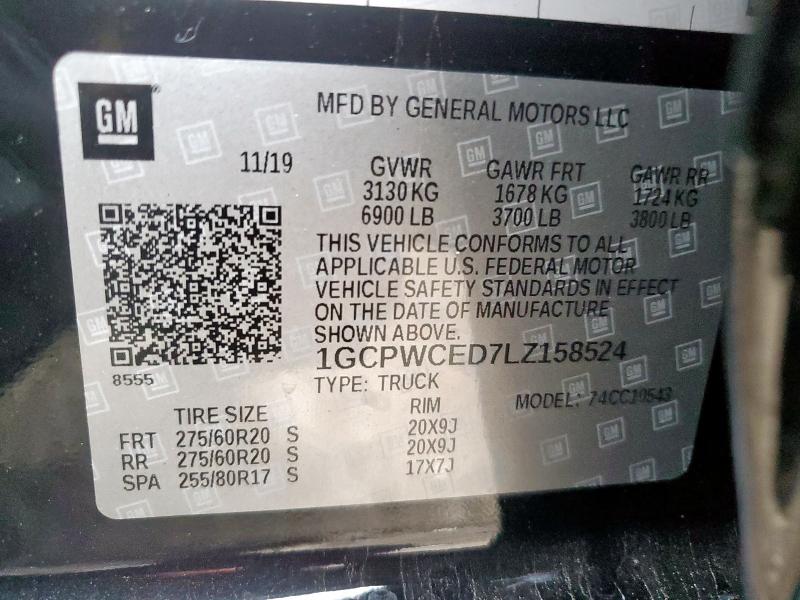 GM
MFD BY GENERAL MOTORS LLC
11/19 GVWR GAWR FRT GAWR RR
3130 KG 1678 KG 1724 KG
6900 LB 3700 LB 3800 LB
THIS VEHICLE CONFORMS TO ALL
APPLICABLE U.S. FEDERAL MOTOR
VEHICLE SAFETY STANDARDS IN EFFECT
ON THE DATE OF MANUFACTURE
SHOWN ABOVE.
1GCPWCED7LZ158524
8555
TYPE: TRUCK
MODEL: 74CC10543
TIRE SIZE RIM
FRT 275/60R20 S 20X9J
RR 275/60R20 S 20X9J
SPA 255/80R17 S 17X7J